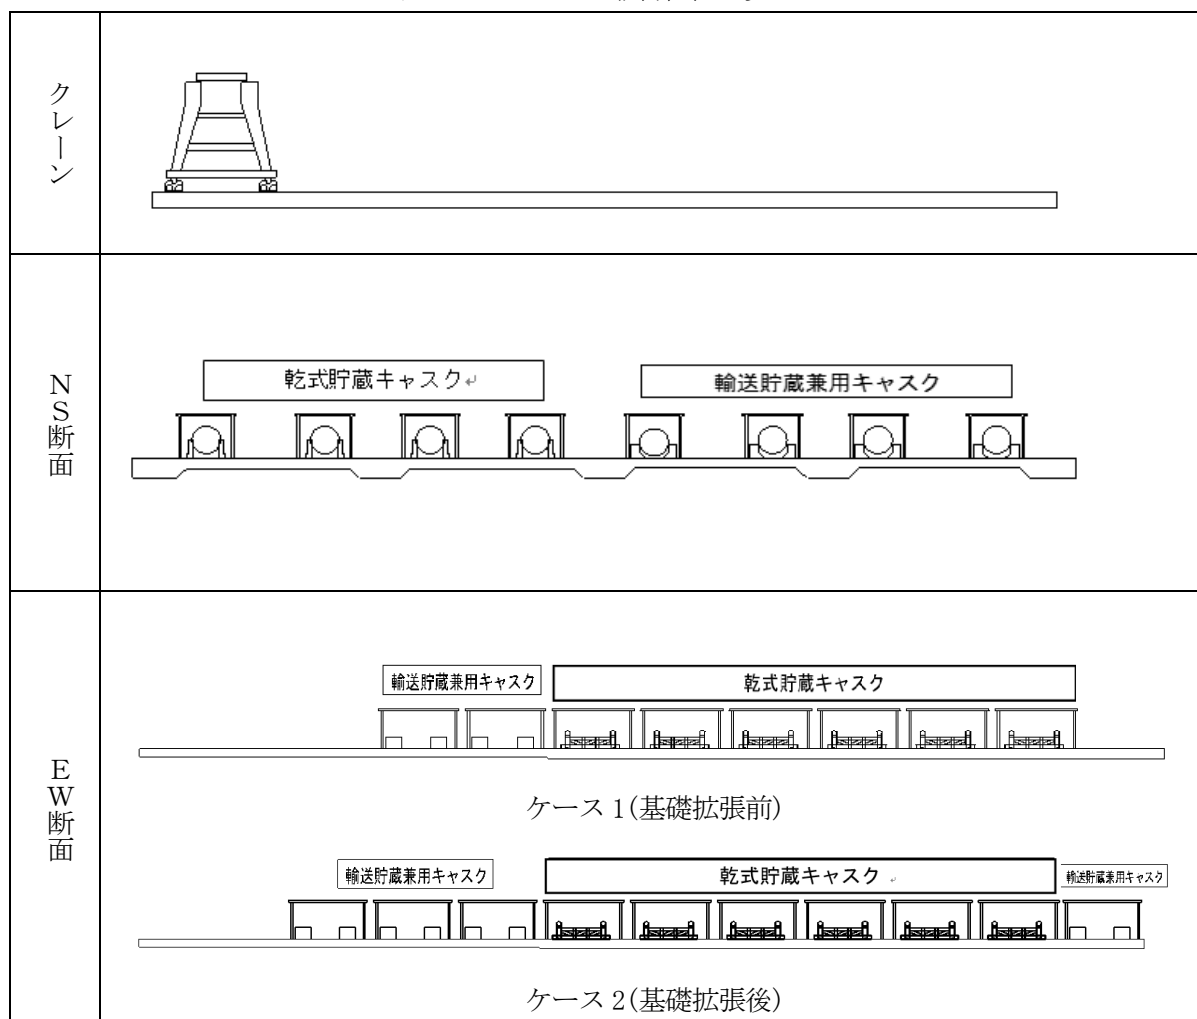 クレーン
NS断面
乾式貯蔵キャスク
輸送貯蔵兼用キャスク
EW断面
輸送貯蔵兼用キャスク
乾式貯蔵キャスク
ケース1(基礎拡張前)
輸送貯蔵兼用キャスク
乾式貯蔵キャスク
輸送貯蔵兼用キャスク
ケース2(基礎拡張後)